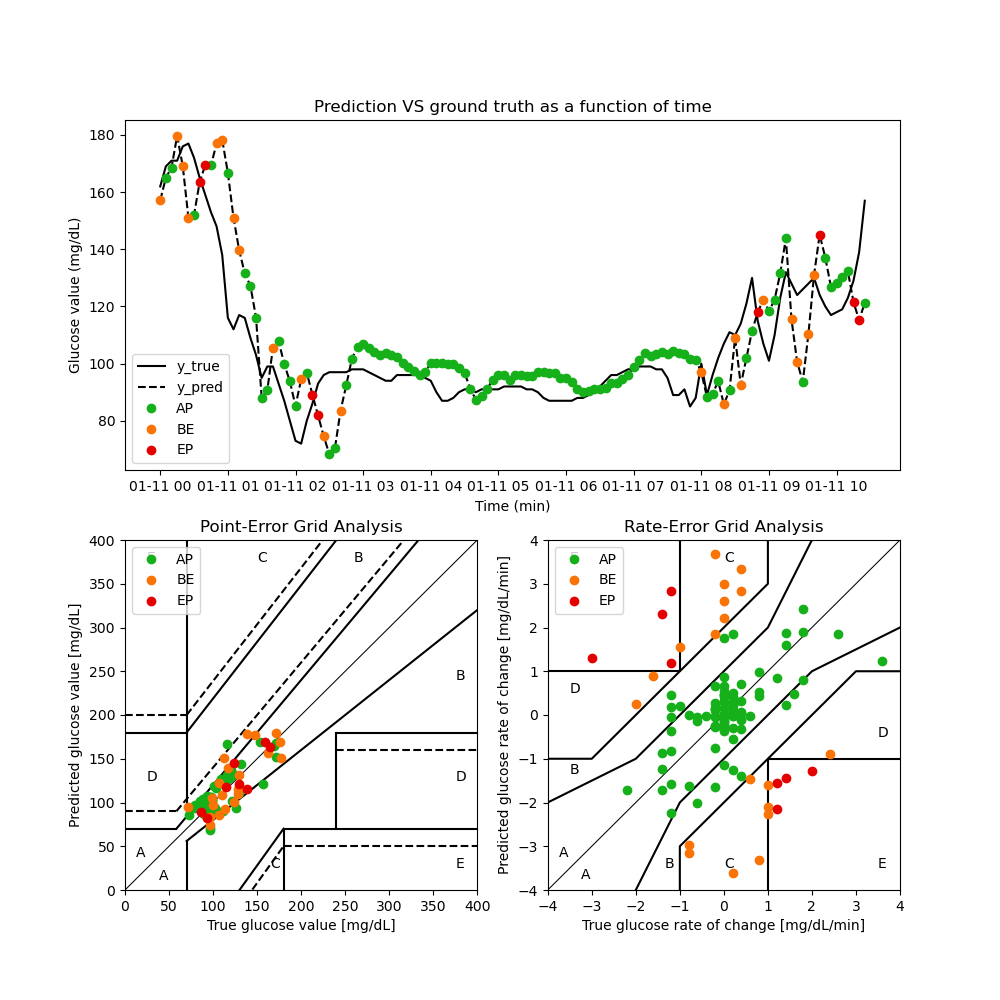 Prediction VS ground truth as a function of time
Glucose value (mg/dL)
180
160
140
120
100
80
y_true
y_pred
AP
BE
EP
01-11 00 01-11 01 01-11 02 01-11 03 01-11 04 01-11 05 01-11 06 01-11 07 01-11 08 01-11 09 01-11 10
Time (min)
Point-Error Grid Analysis
Predicted glucose value [mg/dL]
400
350
300
250
200
150
100
50
0
AP
BE
EP
C
B
B
D
D
A
A
C
E
0 50 100 150 200 250 300 350 400
True glucose value [mg/dL]
Rate-Error Grid Analysis
Predicted glucose rate of change [mg/dL/min]
4
3
2
1
0
−1
−2
−3
−4
AP
BE
EP
C
D
D
B
A
A
B
C
E
−4 −3 −2 −1 0 1 2 3 4
True glucose rate of change [mg/dL/min]